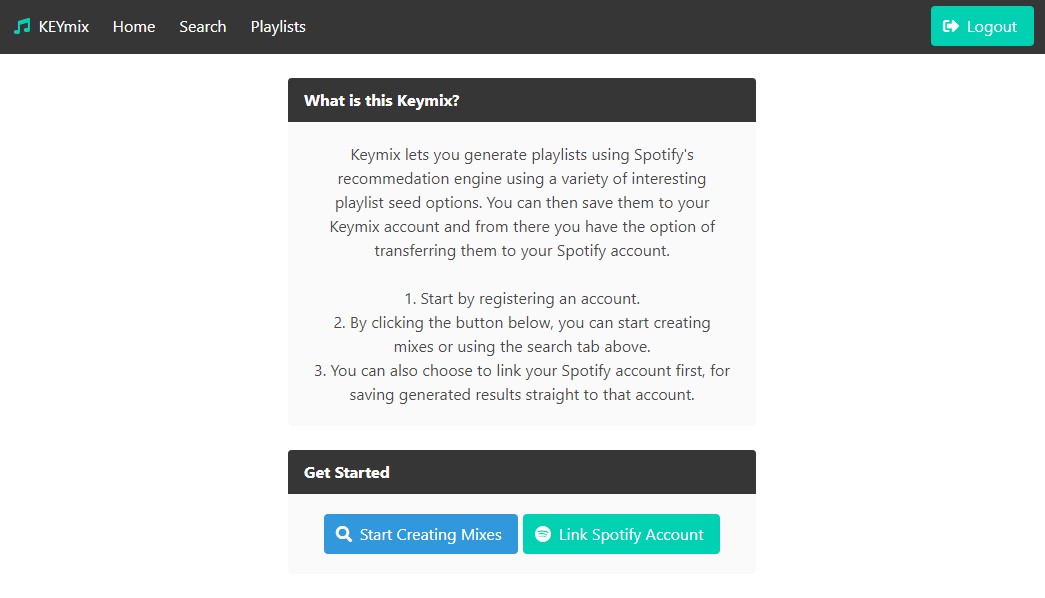 KEYmix Home Search Playlists Logout
What is this Keymix?
Keymix lets you generate playlists using Spotify's
recommedation engine using a variety of interesting
playlist seed options. You can then save them to your
Keymix account and from there you have the option of
transferring them to your Spotify account.
1. Start by registering an account.
2. By clicking the button below, you can start creating
mixes or using the search tab above.
3. You can also choose to link your Spotify account first, for
saving generated results straight to that account.
Get Started
Start Creating Mixes Link Spotify Account